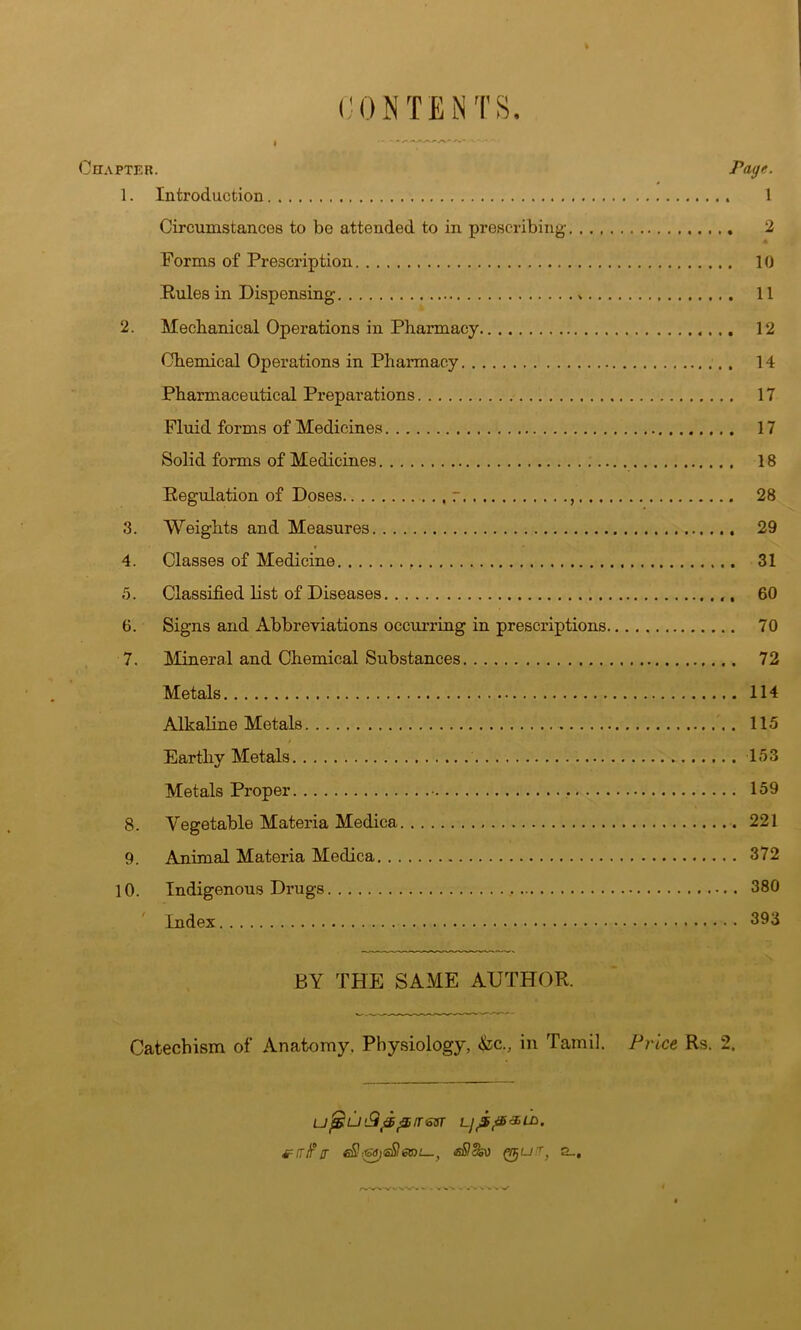 CONTENTS.
CHAPTER. Page.
1. Introduction........ 1
Circumstances to be attended to in prescribing........ 2
Forms of Prescription........ 10
Rules in Dispensing........ 11
2. Mechanical Operations in Pharmacy........ 12
Chemical Operations in Pharmacy........ 14
Pharmaceutical Preparations........ 17
Fluid forms of Medicines........ 17
Solid forms of Medicines........ 18
Regulation of Doses........ 28
3. Weights and Measures........ 29
4. Classes of Medicine........ 31
5. Classified list of Diseases........ 60
6. Signs and Abbreviations occurring in prescriptions........ 70
7. Mineral and Chemical Substances........ 72
Metals........ 114
Alkaline Metals........ 115
Earthy Metals........ 153
Metals Proper........ 159
8. Vegetable Materia Medica........ 221
9. Animal Materia Medica........ 372
10. Indigenous Drugs........ 380
Index........ 393
BY THE SAME AUTHOR.
Catechism of Anatomy, Physiology, &c., in Tamil. Price Rs. 2.
புத்தகம்.
சாரீர வினாவிடை, விலை ரூபா, உ.,